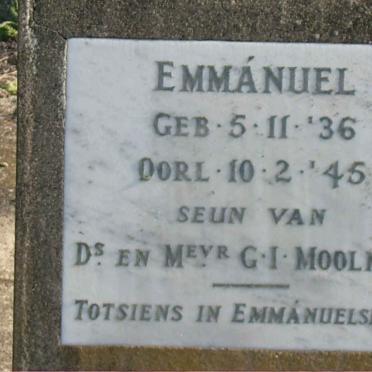 EMMÁNUEL
GEB·5·11·'36
OORL·10·2·'45
SEUN VAN
DS EN MEVR G·I·
TOTSIENS IN